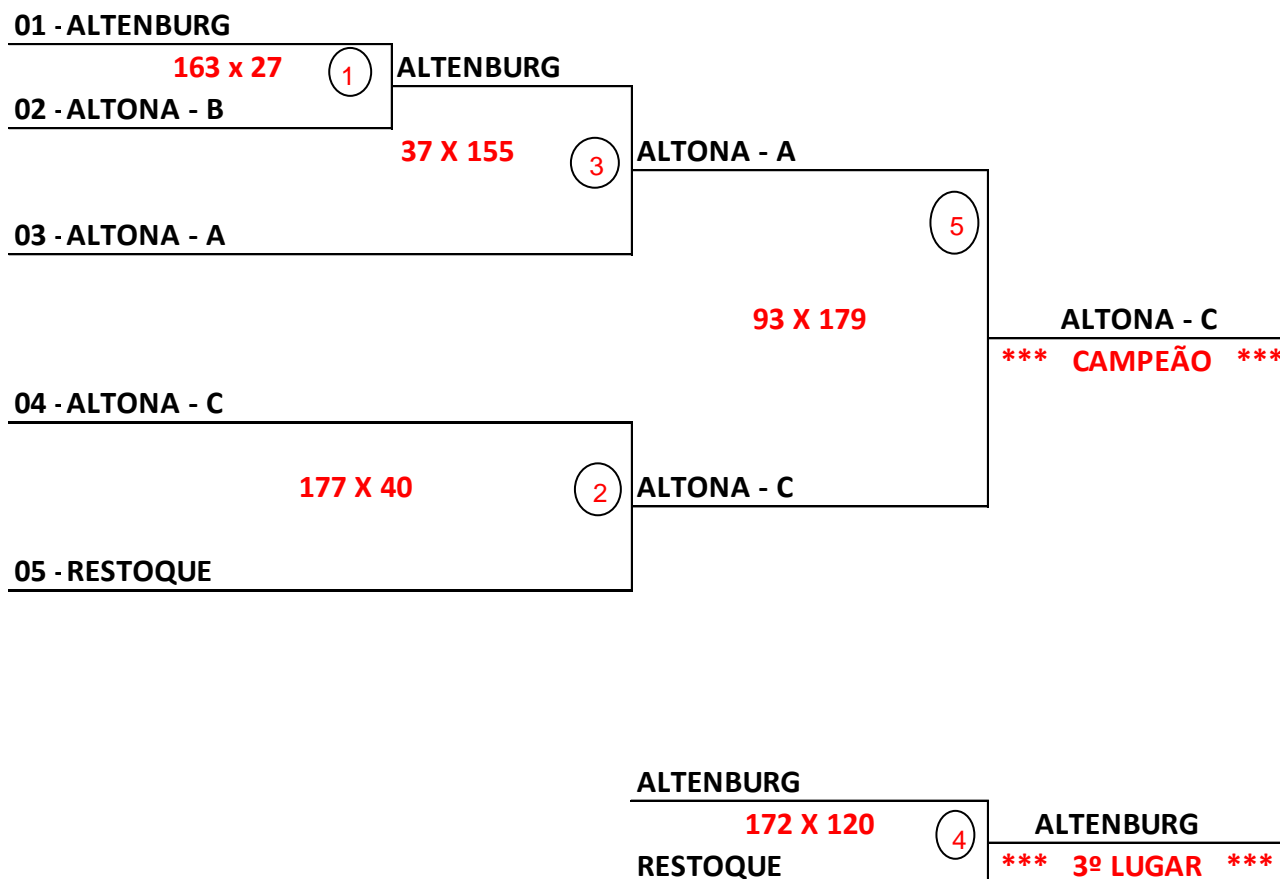 01 - ALTENBURG
163 x 27 1 ALTENBURG
02 - ALTONA - B
37 X 155 3 ALTONA - A
03 - ALTONA - A
5
93 X 179 ALTONA - C
*** CAMPEÃO ***
04 - ALTONA - C
177 X 40 2 ALTONA - C
05 - RESTOQUE
ALTENBURG
172 X 120 4 ALTENBURG
RESTOQUE *** 3º LUGAR ***